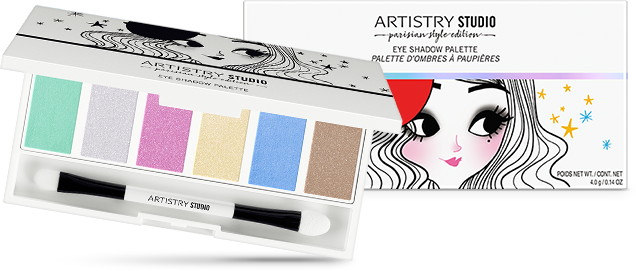 ARTISTRY STUDIO
parisian style edition
EYE SHADOW PALETTE
ARTISTRY STUDIO
ARTISTRY STUDIO
parisian style edition
EYE SHADOW PALETTE
PALETTE D'OMBRES À PAUPIÈRES
POIDS NET WT. / CONT. NET
4.0 g / 0.14 OZ